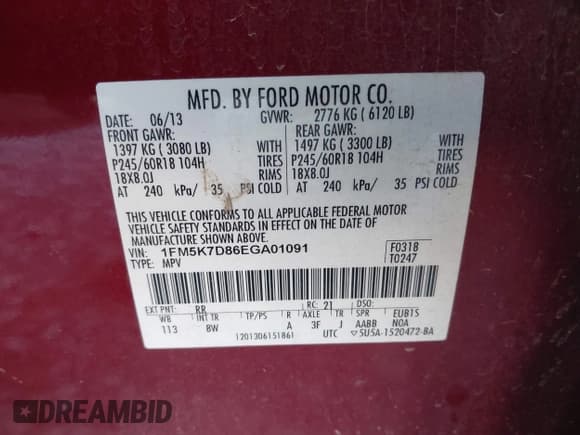 MFD. BY FORD MOTOR CO.
DATE: 06/13 GVWR: 2776 KG ( 6120 LB)
FRONT GAWR: REAR GAWR:
1397 KG ( 3080 LB) WITH 1497 KG ( 3300 LB) WITH
P245/60R18 104H TIRES P245/60R18 104H TIRES
18X8.0J RIMS 18X8.0J RIMS
AT 240 kPa/ 35 PSI COLD AT 240 kPa/ 35 PSI COLD
THIS VEHICLE CONFORMS TO ALL APPLICABLE FEDERAL MOTOR
VEHICLE SAFETY STANDARDS IN EFFECT ON THE DATE OF
MANUFACTURE SHOWN ABOVE.
VIN: 1FM5K7D86EGA01091 F0318
TYPE: MPV T0247
EXT PNT: RR RC: 21 DSO:
WB INT TR TP/PS R AXLE TR SPR EUB1S
113 BW A 3F J AABB N0A
1201306151861 UTC ▽5U5A-1520472-BA
DREAMBID